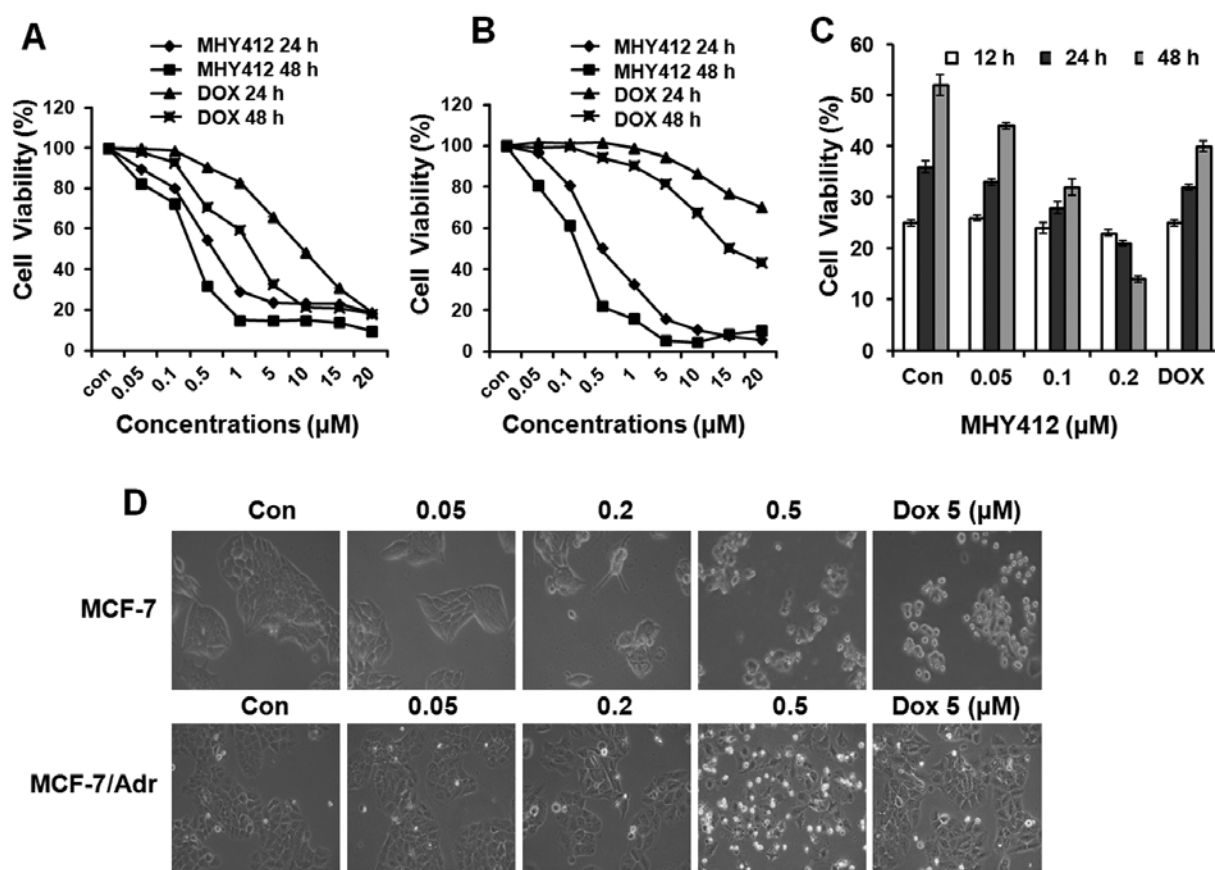 A
MHY412 24 h
MHY412 48 h
DOX 24 h
DOX 48 h
Cell Viability (%)
120
100
80
60
40
20
0
con
0.05
0.1
0.5
1
5
10
15
20
Concentrations (µM)
B
MHY412 24 h
MHY412 48 h
DOX 24 h
DOX 48 h
Cell Viability (%)
120
100
80
60
40
20
0
con
0.05
0.1
0.5
1
5
10
15
20
Concentrations (µM)
C
12 h 24 h 48 h
Cell Viability (%)
60
50
40
30
20
10
0
Con 0.05 0.1 0.2 DOX
MHY412 (µM)
D
Con 0.05 0.2 0.5 Dox 5 (µM)
MCF-7
Con 0.05 0.2 0.5 Dox 5 (µM)
MCF-7/Adr